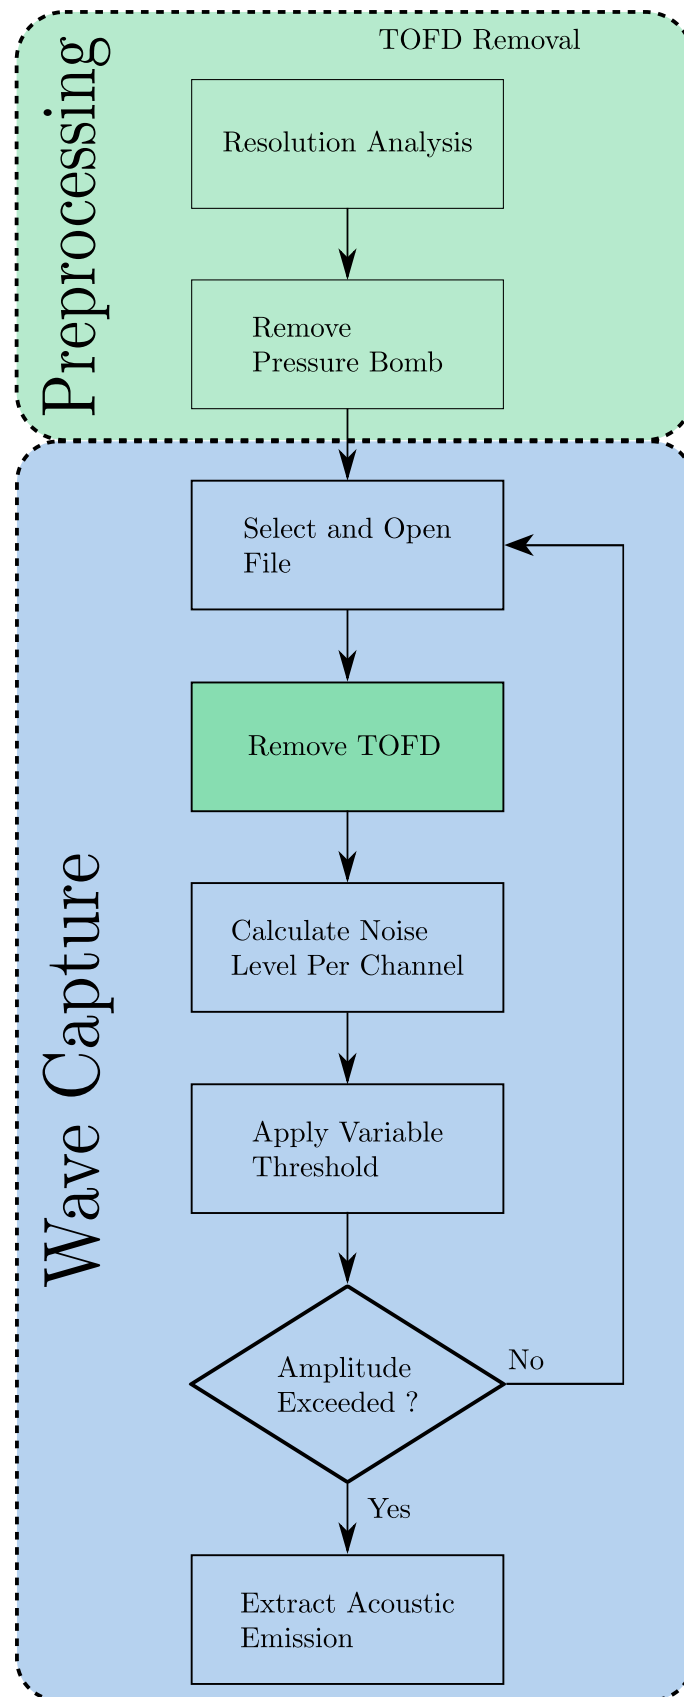 TOFD Removal
Preprocessing
Resolution Analysis
Remove
Pressure Bomb
Wave Capture
Select and Open
File
Remove TOFD
Calculate Noise
Level Per Channel
Apply Variable
Threshold
Amplitude
Exceeded ?
No
Yes
Extract Acoustic
Emission